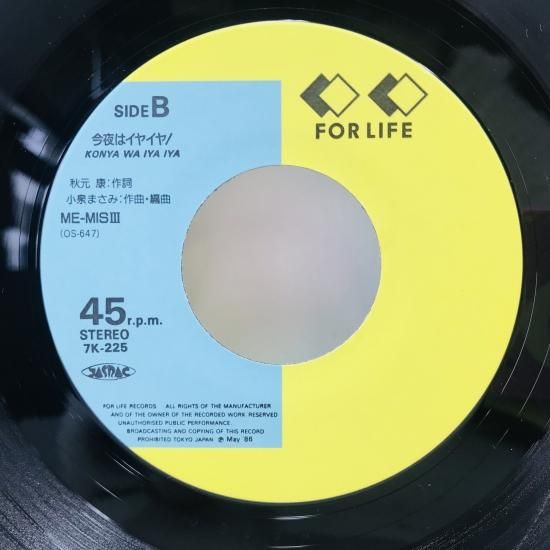 SIDE B
FOR LIFE
今夜はイヤイヤ!
KONYA WA IYA IYA
秋元 康:作詞
小泉まさみ:作曲・編曲
ME-MIS III
(OS-647)
45r.p.m.
STEREO
7K-225
JASRAC
FOR LIFE RECORDS ALL RIGHTS OF THE MANUFACTURER
AND OF THE OWNER OF THE RECORDED WORK RESERVED
UNAUTHORISED PUBLIC PERFORMANCE.
BROADCASTING AND COPYING OF THIS RECORD
PROHIBITED TOKYO JAPAN ℗ May '86